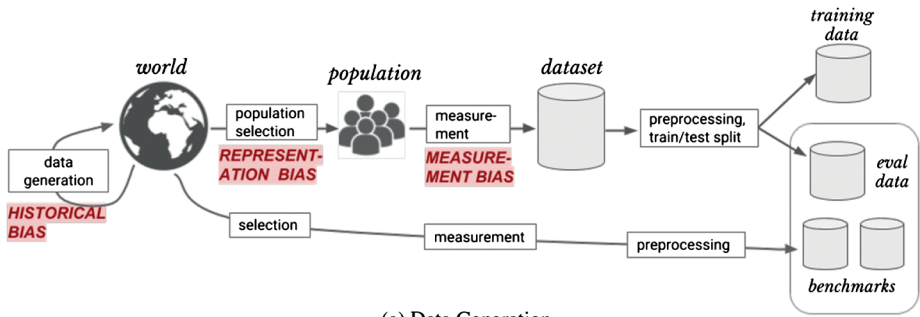 training
data
world
population
dataset
population
selection
measure-
ment
preprocessing,
train/test split
REPRESENT-
ATION BIAS
MEASURE-
MENT BIAS
data
generation
eval
data
HISTORICAL
BIAS
selection
measurement
preprocessing
benchmarks